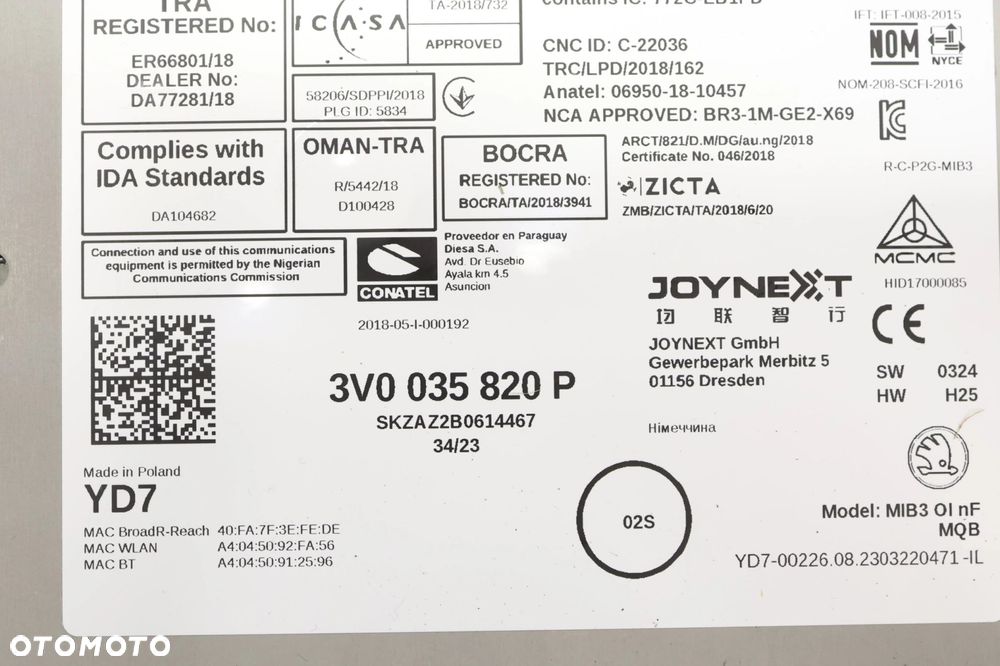 TRA
REGISTERED No:
ER66801/18
DEALER No:
DA77281/18
ICASA
TA-2018/732
APPROVED
58206/SDPPI/2018
PLG ID: 5834
CNC ID: C-22036
TRC/LPD/2018/162
Anatel: 06950-18-10457
NCA APPROVED: BR3-1M-GE2-X69
IFT: IFT-008-2015
NOM
NYCE
NOM-208-SCFI-2016
Complies with
IDA Standards
DA104682
OMAN-TRA
R/5442/18
D100428
BOCRA
REGISTERED No:
BOCRA/TA/2018/3941
ARCT/821/D.M/DG/au.ng/2018
Certificate No. 046/2018
ZICTA
ZMB/ZICTA/TA/2018/6/20
R-C-P2G-MIB3
MCMC
HID17000085
Connection and use of this communications
equipment is permitted by the Nigerian
Communications Commission
CONATEL
Proveedor en Paraguay
Diesa S.A.
Avd. Dr Eusebio
Ayala km 4.5
Asuncion
2018-05-I-000192
JOYNEXT
均联智行
JOYNEXT GmbH
Gewerbepark Merbitz 5
01156 Dresden
CE
SW 0324
HW H25
3V0 035 820 P
SKZAZ2B0614467
34/23
Німеччина
Made in Poland
YD7
MAC BroadR-Reach 40:FA:7F:3E:FE:DE
MAC WLAN A4:04:50:92:FA:56
MAC BT A4:04:50:91:25:96
02S
Model: MIB3 OI nF
MQB
YD7-00226.08.2303220471-IL
OTOMOTO